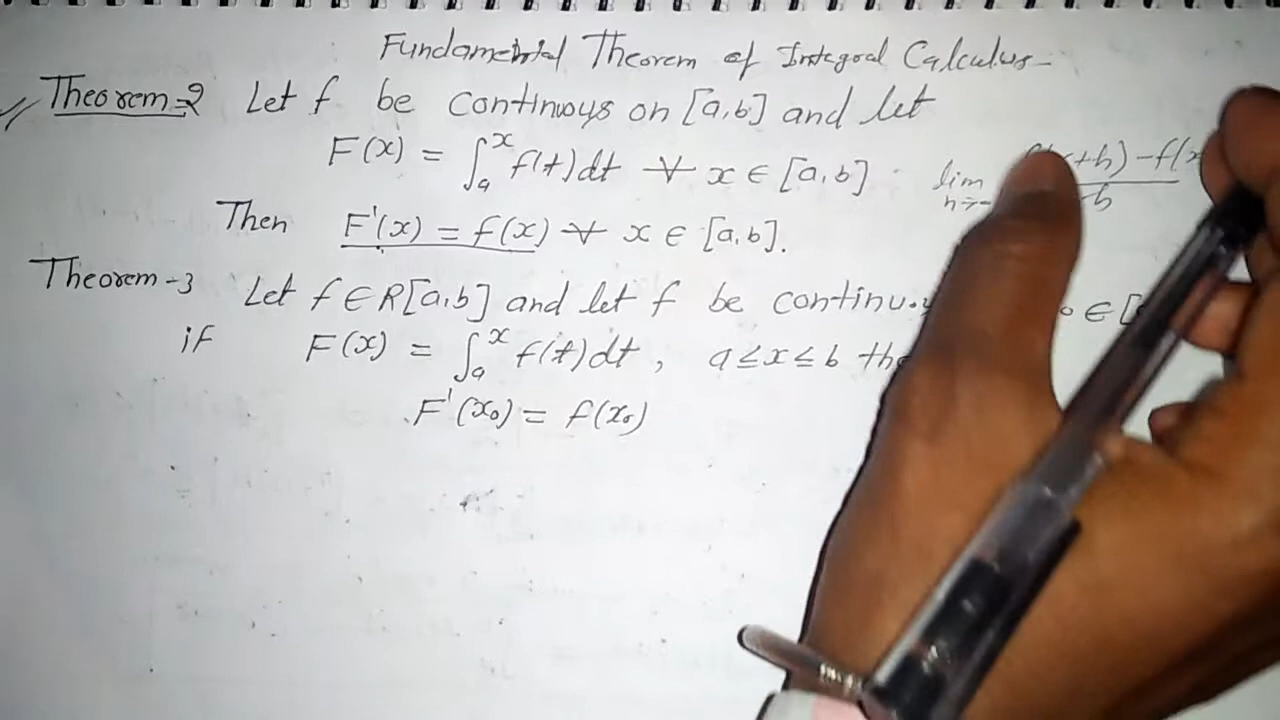 Fundamental Theorem of Integral Calculus-
Theorem-2 Let f be continuous on [a,b] and let
F(x) = ∫ₐˣ f(t)dt ∀ x ∈ [a,b]
lim +h) - f(x
h→
Then F'(x) = f(x) ∀ x ∈ [a,b].
Theorem-3 Let f ∈ R[a,b] and let f be ∈ [
if F(x) = ∫ₐˣ f(t)dt, a ≤ x ≤ b
F'(x₀) = f(x₀)